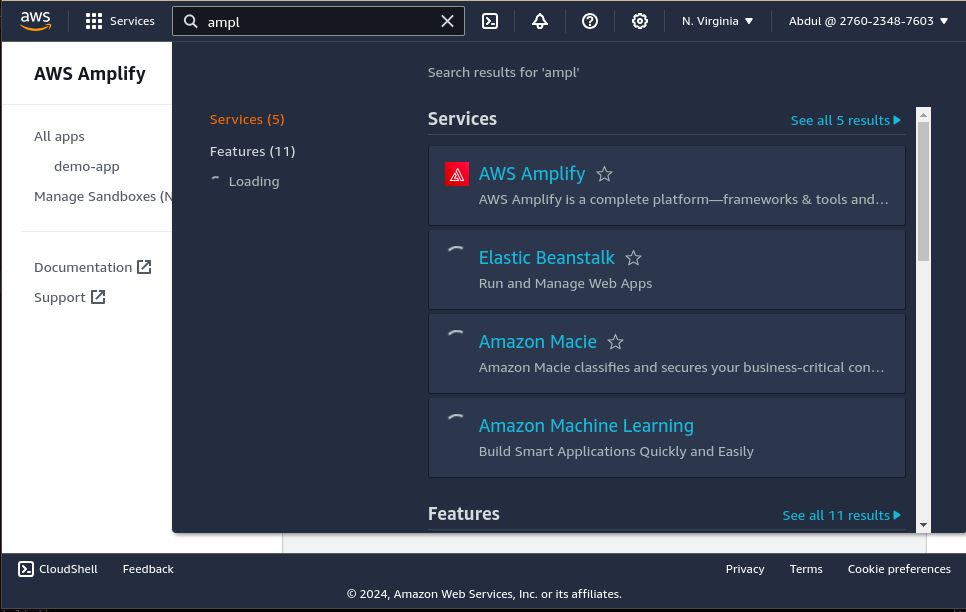 aws
Services
ampl
N. Virginia
Abdul @ 2760-2348-7603
AWS Amplify
All apps
demo-app
Manage Sandboxes (N
Documentation
Support
Search results for 'ampl'
Services (5)
Features (11)
Loading
Services
See all 5 results
AWS Amplify
AWS Amplify is a complete platform—frameworks & tools and...
Elastic Beanstalk
Run and Manage Web Apps
Amazon Macie
Amazon Macie classifies and secures your business-critical con...
Amazon Machine Learning
Build Smart Applications Quickly and Easily
Features
See all 11 results
CloudShell
Feedback
Privacy
Terms
Cookie preferences
© 2024, Amazon Web Services, Inc. or its affiliates.